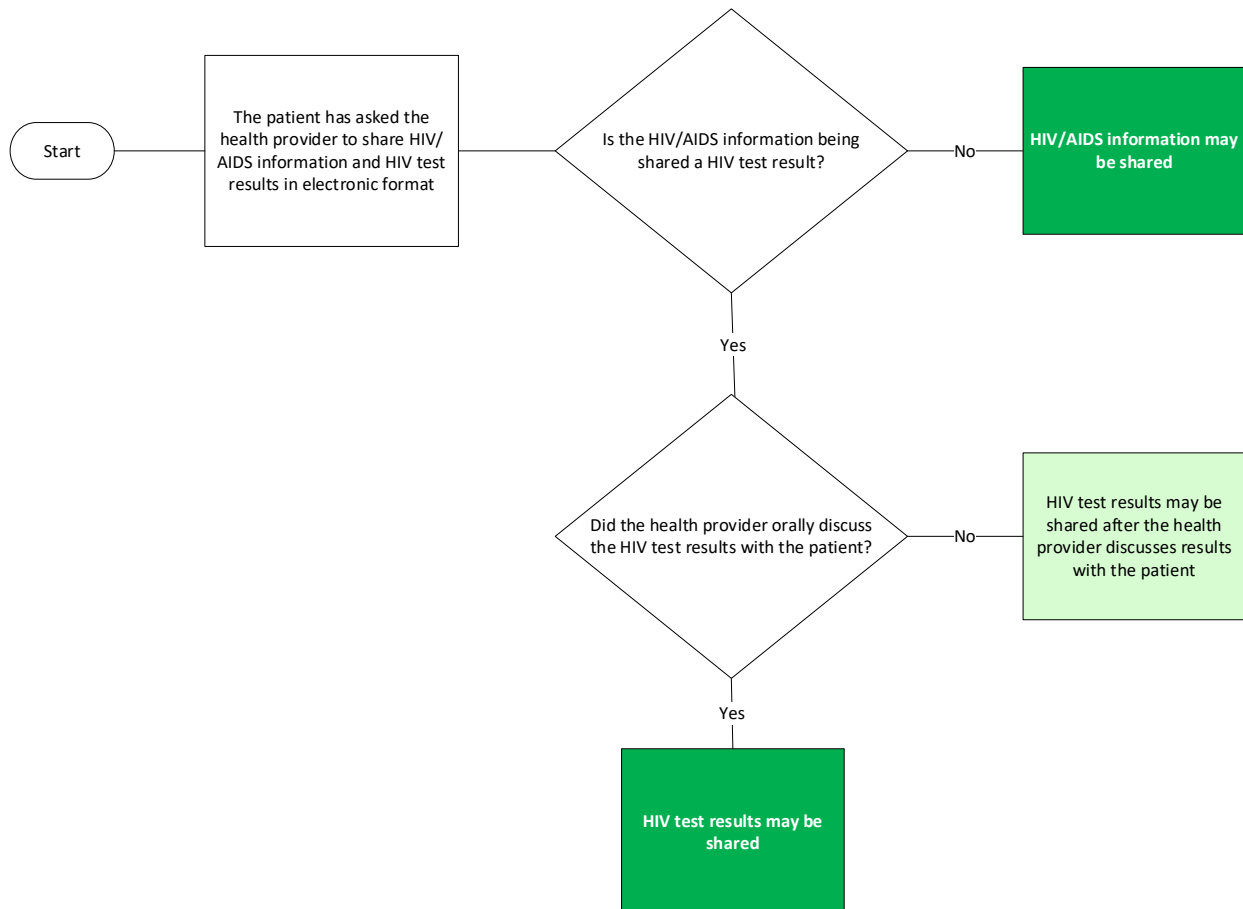 Start
The patient has asked the
health provider to share HIV/
AIDS information and HIV test
results in electronic format
Is the HIV/AIDS information being
shared a HIV test result?
No
HIV/AIDS information may
be shared
Yes
Did the health provider orally discuss
the HIV test results with the patient?
No
HIV test results may be
shared after the health
provider discusses results
with the patient
Yes
HIV test results may be
shared